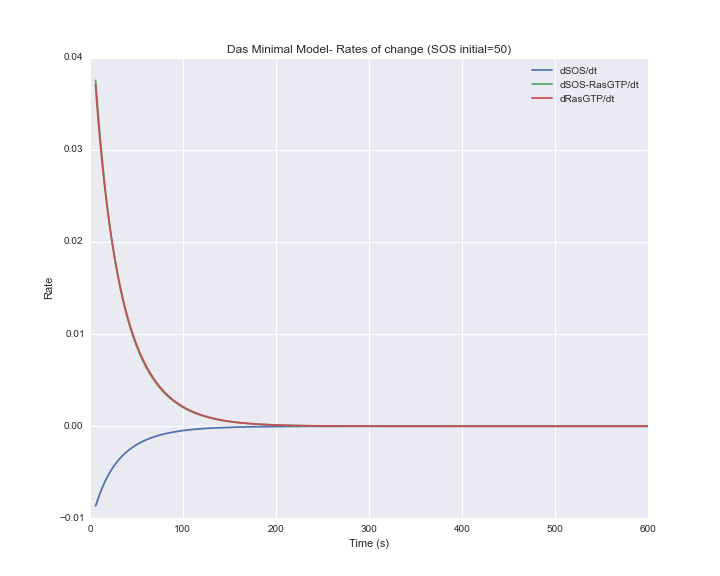 Das Minimal Model- Rates of change (SOS initial=50)
0.04
0.03
0.02
0.01
0.00
−0.01
Rate
dSOS/dt
dSOS-RasGTP/dt
dRasGTP/dt
0 100 200 300 400 500 600
Time (s)